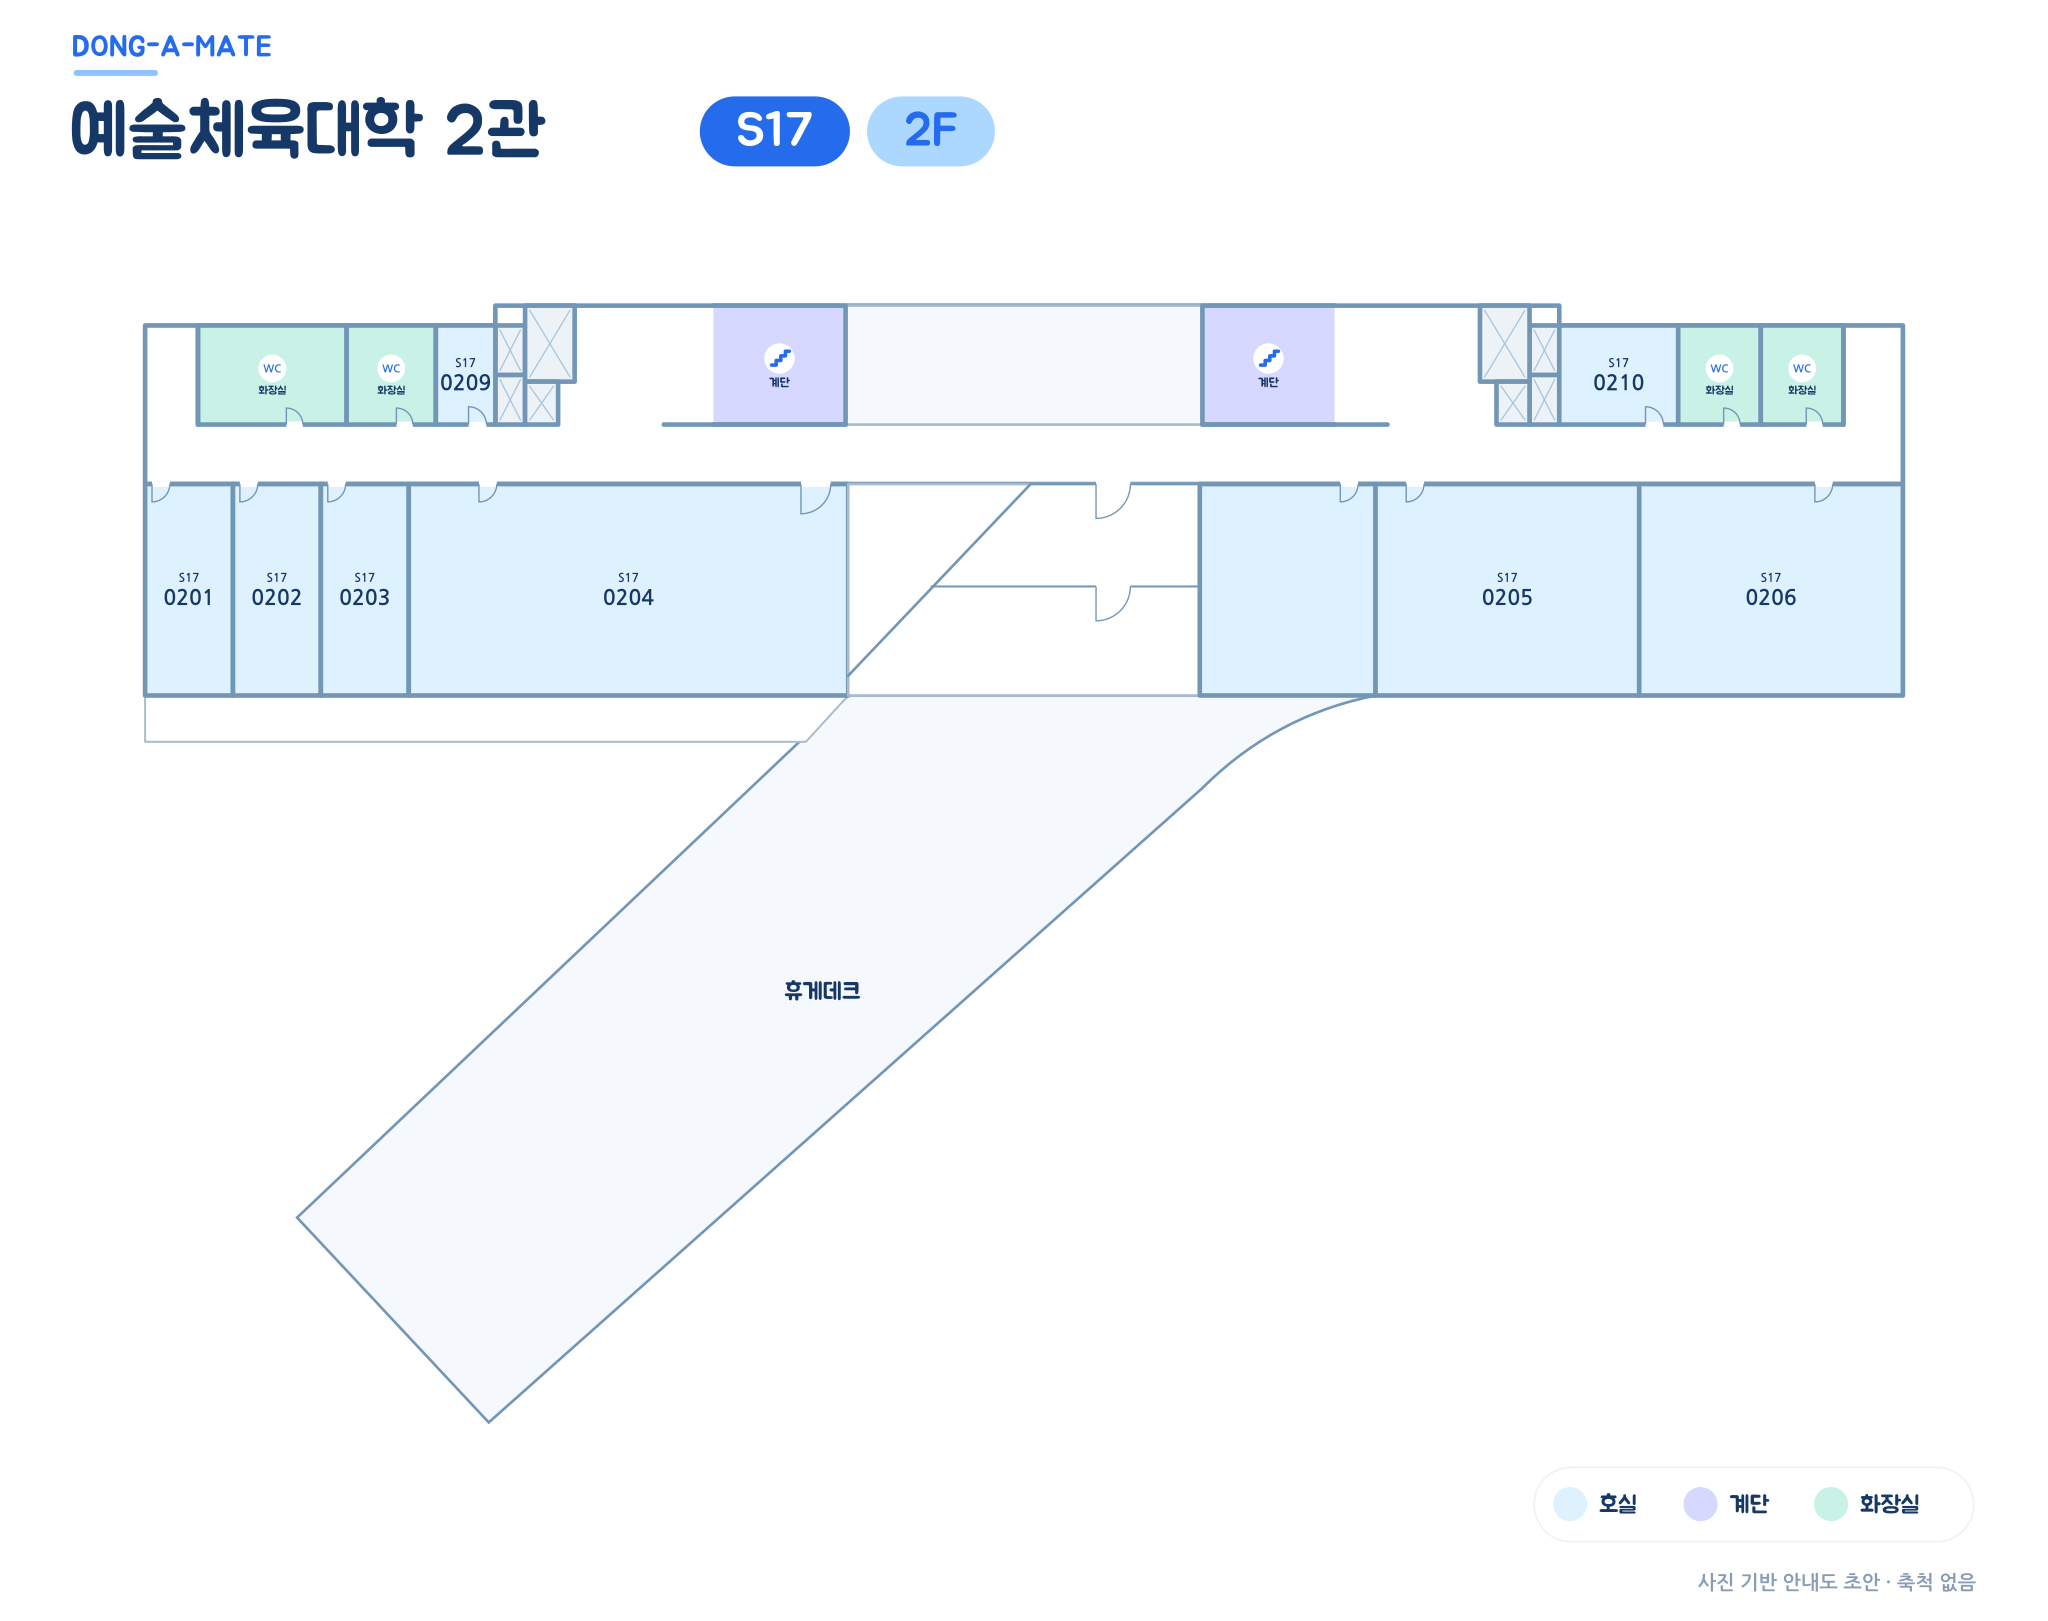 DONG-A-MATE
예술체육대학 2관
S17
2F
WC
화장실
WC
화장실
S17
0209
계단
계단
S17
0210
WC
화장실
WC
화장실
S17
0201
S17
0202
S17
0203
S17
0204
S17
0205
S17
0206
휴게데크
호실
계단
화장실
사진 기반 안내도 초안 · 축척 없음